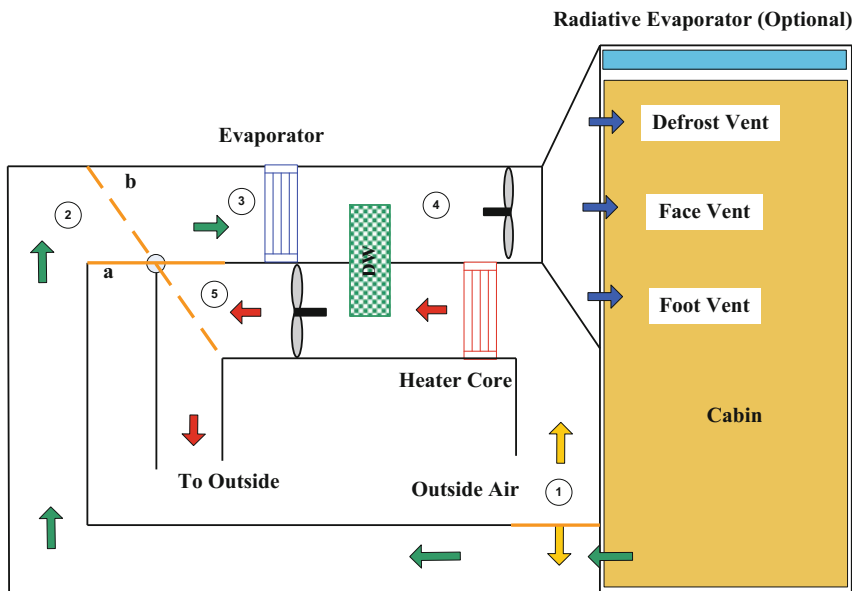 Radiative Evaporator (Optional)
Evaporator
Defrost Vent
b
3
4
2
Face Vent
DW
a
5
Foot Vent
Heater Core
Cabin
To Outside
Outside Air
1